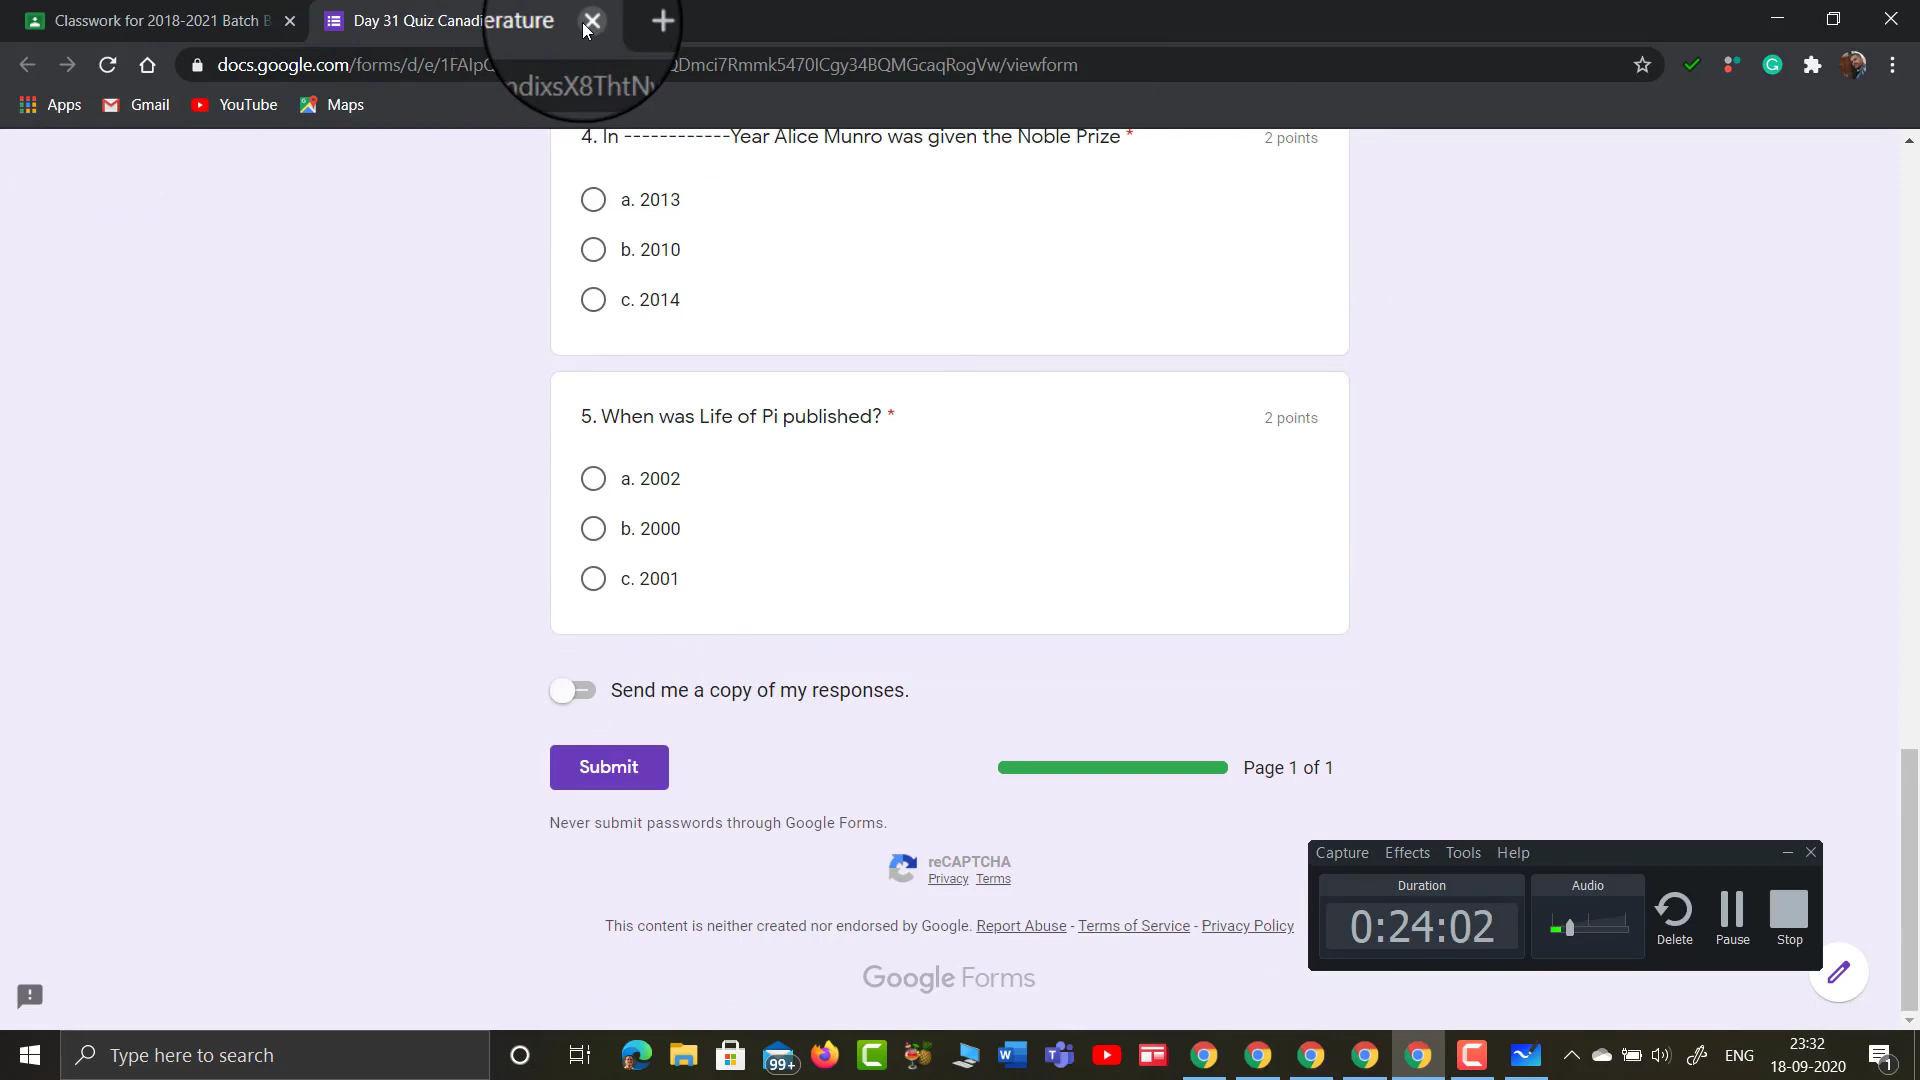 Classwork for 2018-2021 Batch B
Day 31 Quiz Canadi
erature
docs.google.com/forms/d/e/1FAIpQ
ndixsX8ThtN
Dmci7Rmmk5470ICgy34BQMGcaqRogVw/viewform
Apps
Gmail
YouTube
Maps
4. In ------------Year Alice Munro was given the Noble Prize *
2 points
a. 2013
b. 2010
c. 2014
5. When was Life of Pi published? *
2 points
a. 2002
b. 2000
c. 2001
Send me a copy of my responses.
Submit
Page 1 of 1
Never submit passwords through Google Forms.
reCAPTCHA
Privacy Terms
This content is neither created nor endorsed by Google. Report Abuse - Terms of Service - Privacy Policy
Google Forms
Capture Effects Tools Help
Duration
Audio
0:24:02
Delete
Pause
Stop
Type here to search
99+
ENG
23:32
18-09-2020
1